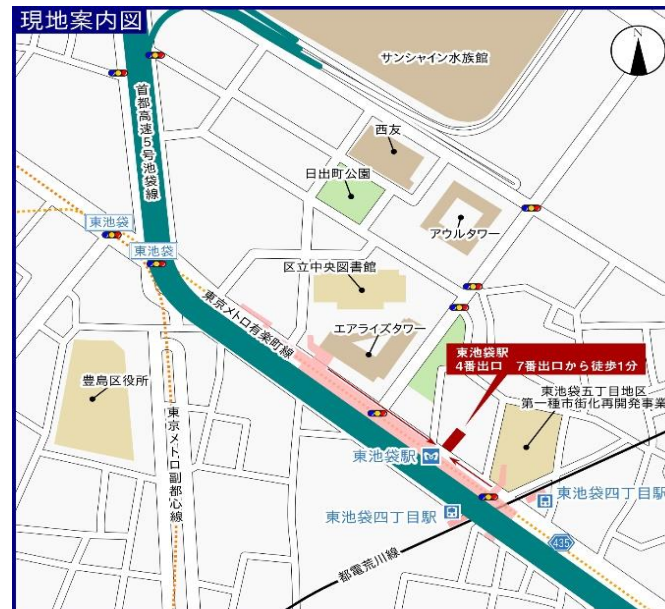 現地案内図
N
サンシャイン水族館
首都高速5号池袋線
西友
日出町公園
東池袋
東池袋
アウルタワー
区立中央図書館
東京メトロ有楽町線
エアライズタワー
東池袋駅
4番出口 7番出口から徒歩1分
豊島区役所
東池袋五丁目地区
第一種市街化再開発事業
東京メトロ副都心線
東池袋駅
東池袋四丁目駅
東池袋四丁目駅
435
都電荒川線